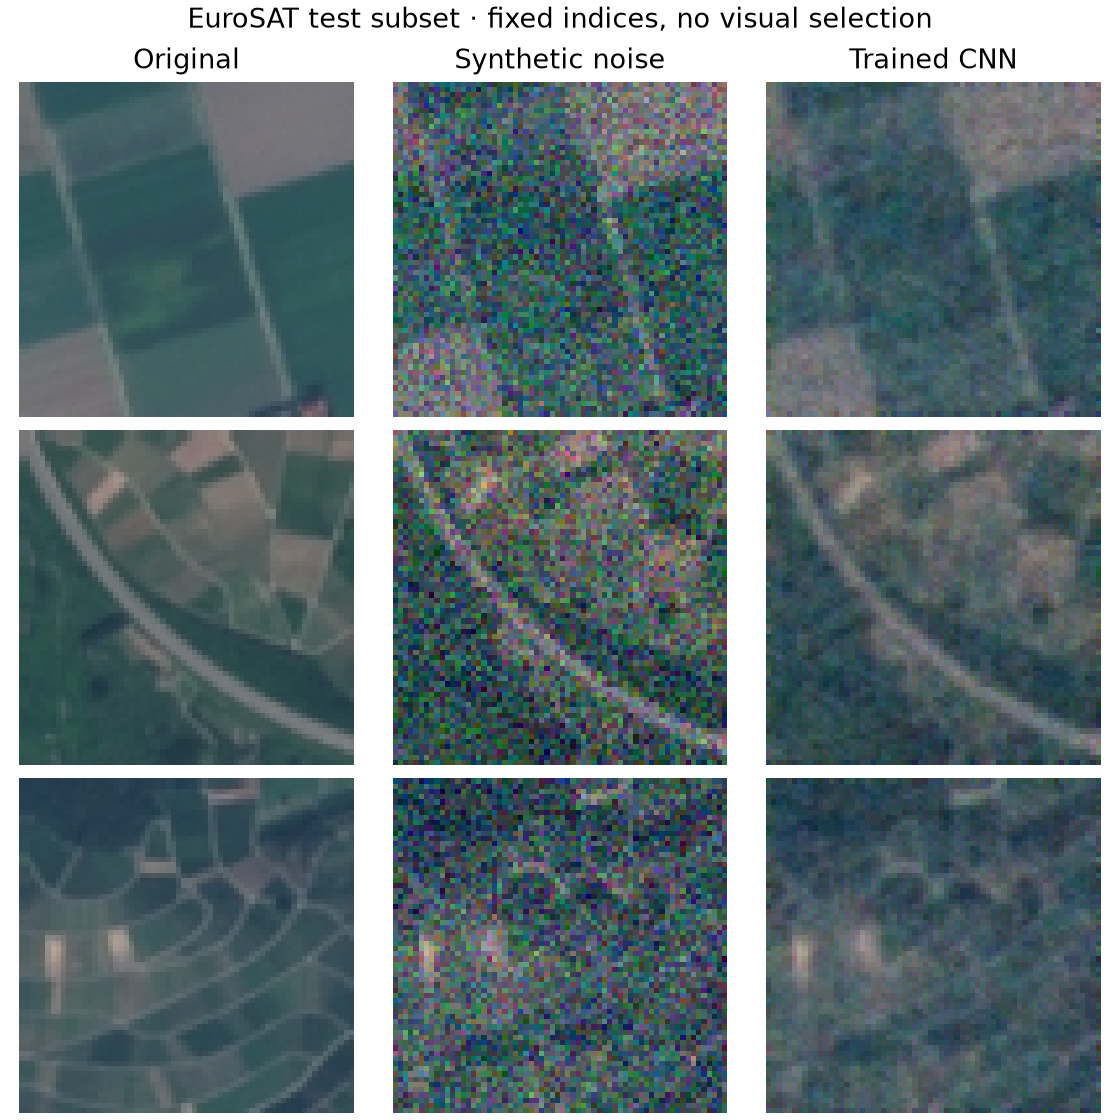 EuroSAT test subset · fixed indices, no visual selection
Original
Synthetic noise
Trained CNN